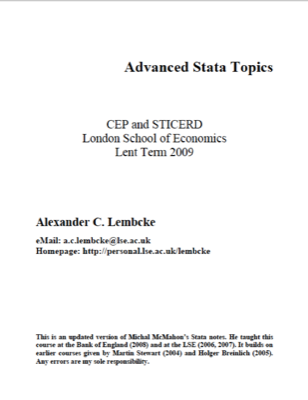 Advanced Stata Topics
CEP and STICERD
London School of Economics
Lent Term 2009
Alexander C. Lembcke
eMail: a.c.lembcke@lse.ac.uk
Homepage: http://personal.lse.ac.uk/lembcke
This is an updated version of Michal McMahon's Stata notes. He taught this
course at the Bank of England (2008) and at the LSE (2006, 2007). It builds on
earlier courses given by Martin Stewart (2004) and Holger Breinlich (2005).
Any errors are my sole responsibility.